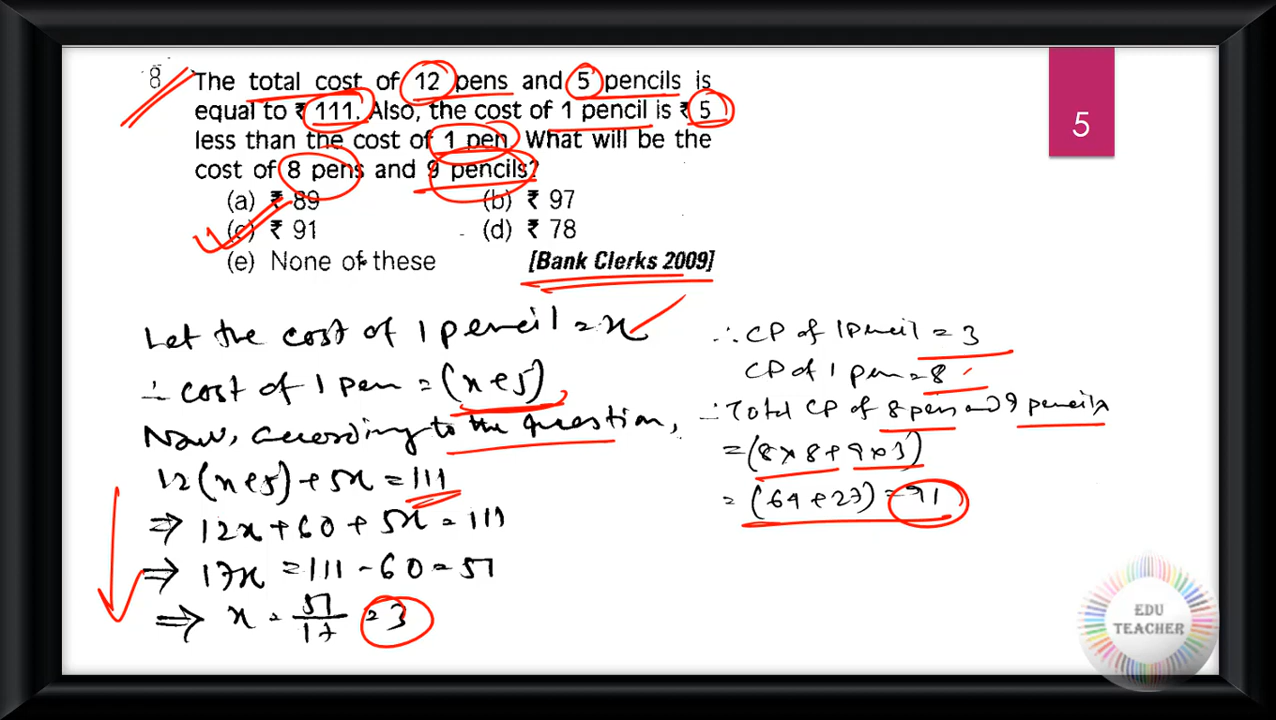 8 The total cost of 12 pens and 5 pencils is
equal to ₹ 111. Also, the cost of 1 pencil is ₹ 5
less than the cost of 1 pen. What will be the
cost of 8 pens and 9 pencils?
(a) ₹ 89 (b) ₹ 97
(c) ₹ 91 (d) ₹ 78
(e) None of these [Bank Clerks 2009]
Let the cost of 1 pencil = x
∴ cost of 1 pen = (x+5)
Now, according to the question,
12(x+5) + 5x = 111
⇒ 12x + 60 + 5x = 111
⇒ 17x = 111 - 60 = 51
⇒ x = 51/17 = 3
∴ CP of 1 pencil = 3
CP of 1 pen = 8
∴ Total CP of 8 pens and 9 pencils
= (8×8 + 9×3)
= (64 + 27) = 91
5
EDU
TEACHER